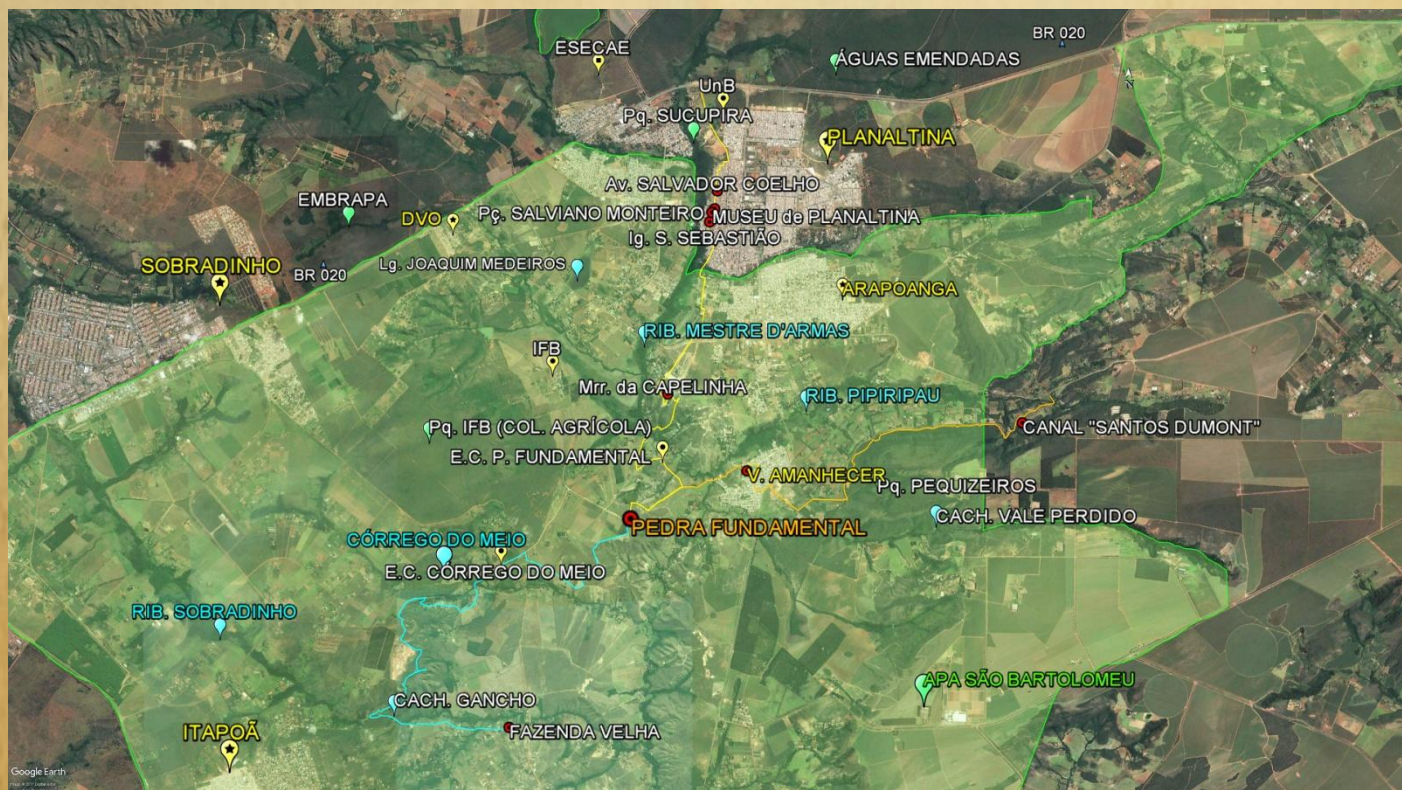 BR 020
ESECAE
ÁGUAS EMENDADAS
UnB
Pq. SUCUPIRA
PLANALTINA
Av. SALVADOR COELHO
EMBRAPA
DVO
Pç. SALVIANO MONTEIRO
MUSEU de PLANALTINA
Ig. S. SEBASTIÃO
SOBRADINHO
BR 020
Lg. JOAQUIM MEDEIROS
ARAPOANGA
RIB. MESTRE D'ARMAS
IFB
Mrr. da CAPELINHA
RIB. PIPIRIPAU
Pq. IFB (COL. AGRÍCOLA)
CANAL "SANTOS DUMONT"
E.C. P. FUNDAMENTAL
V. AMANHECER
Pq. PEQUIZEIROS
CACH. VALE PERDIDO
PEDRA FUNDAMENTAL
CÓRREGO DO MEIO
E.C. CÓRREGO DO MEIO
RIB. SOBRADINHO
APA SÃO BARTOLOMEU
CACH. GANCHO
FAZENDA VELHA
ITAPOÃ
Google Earth